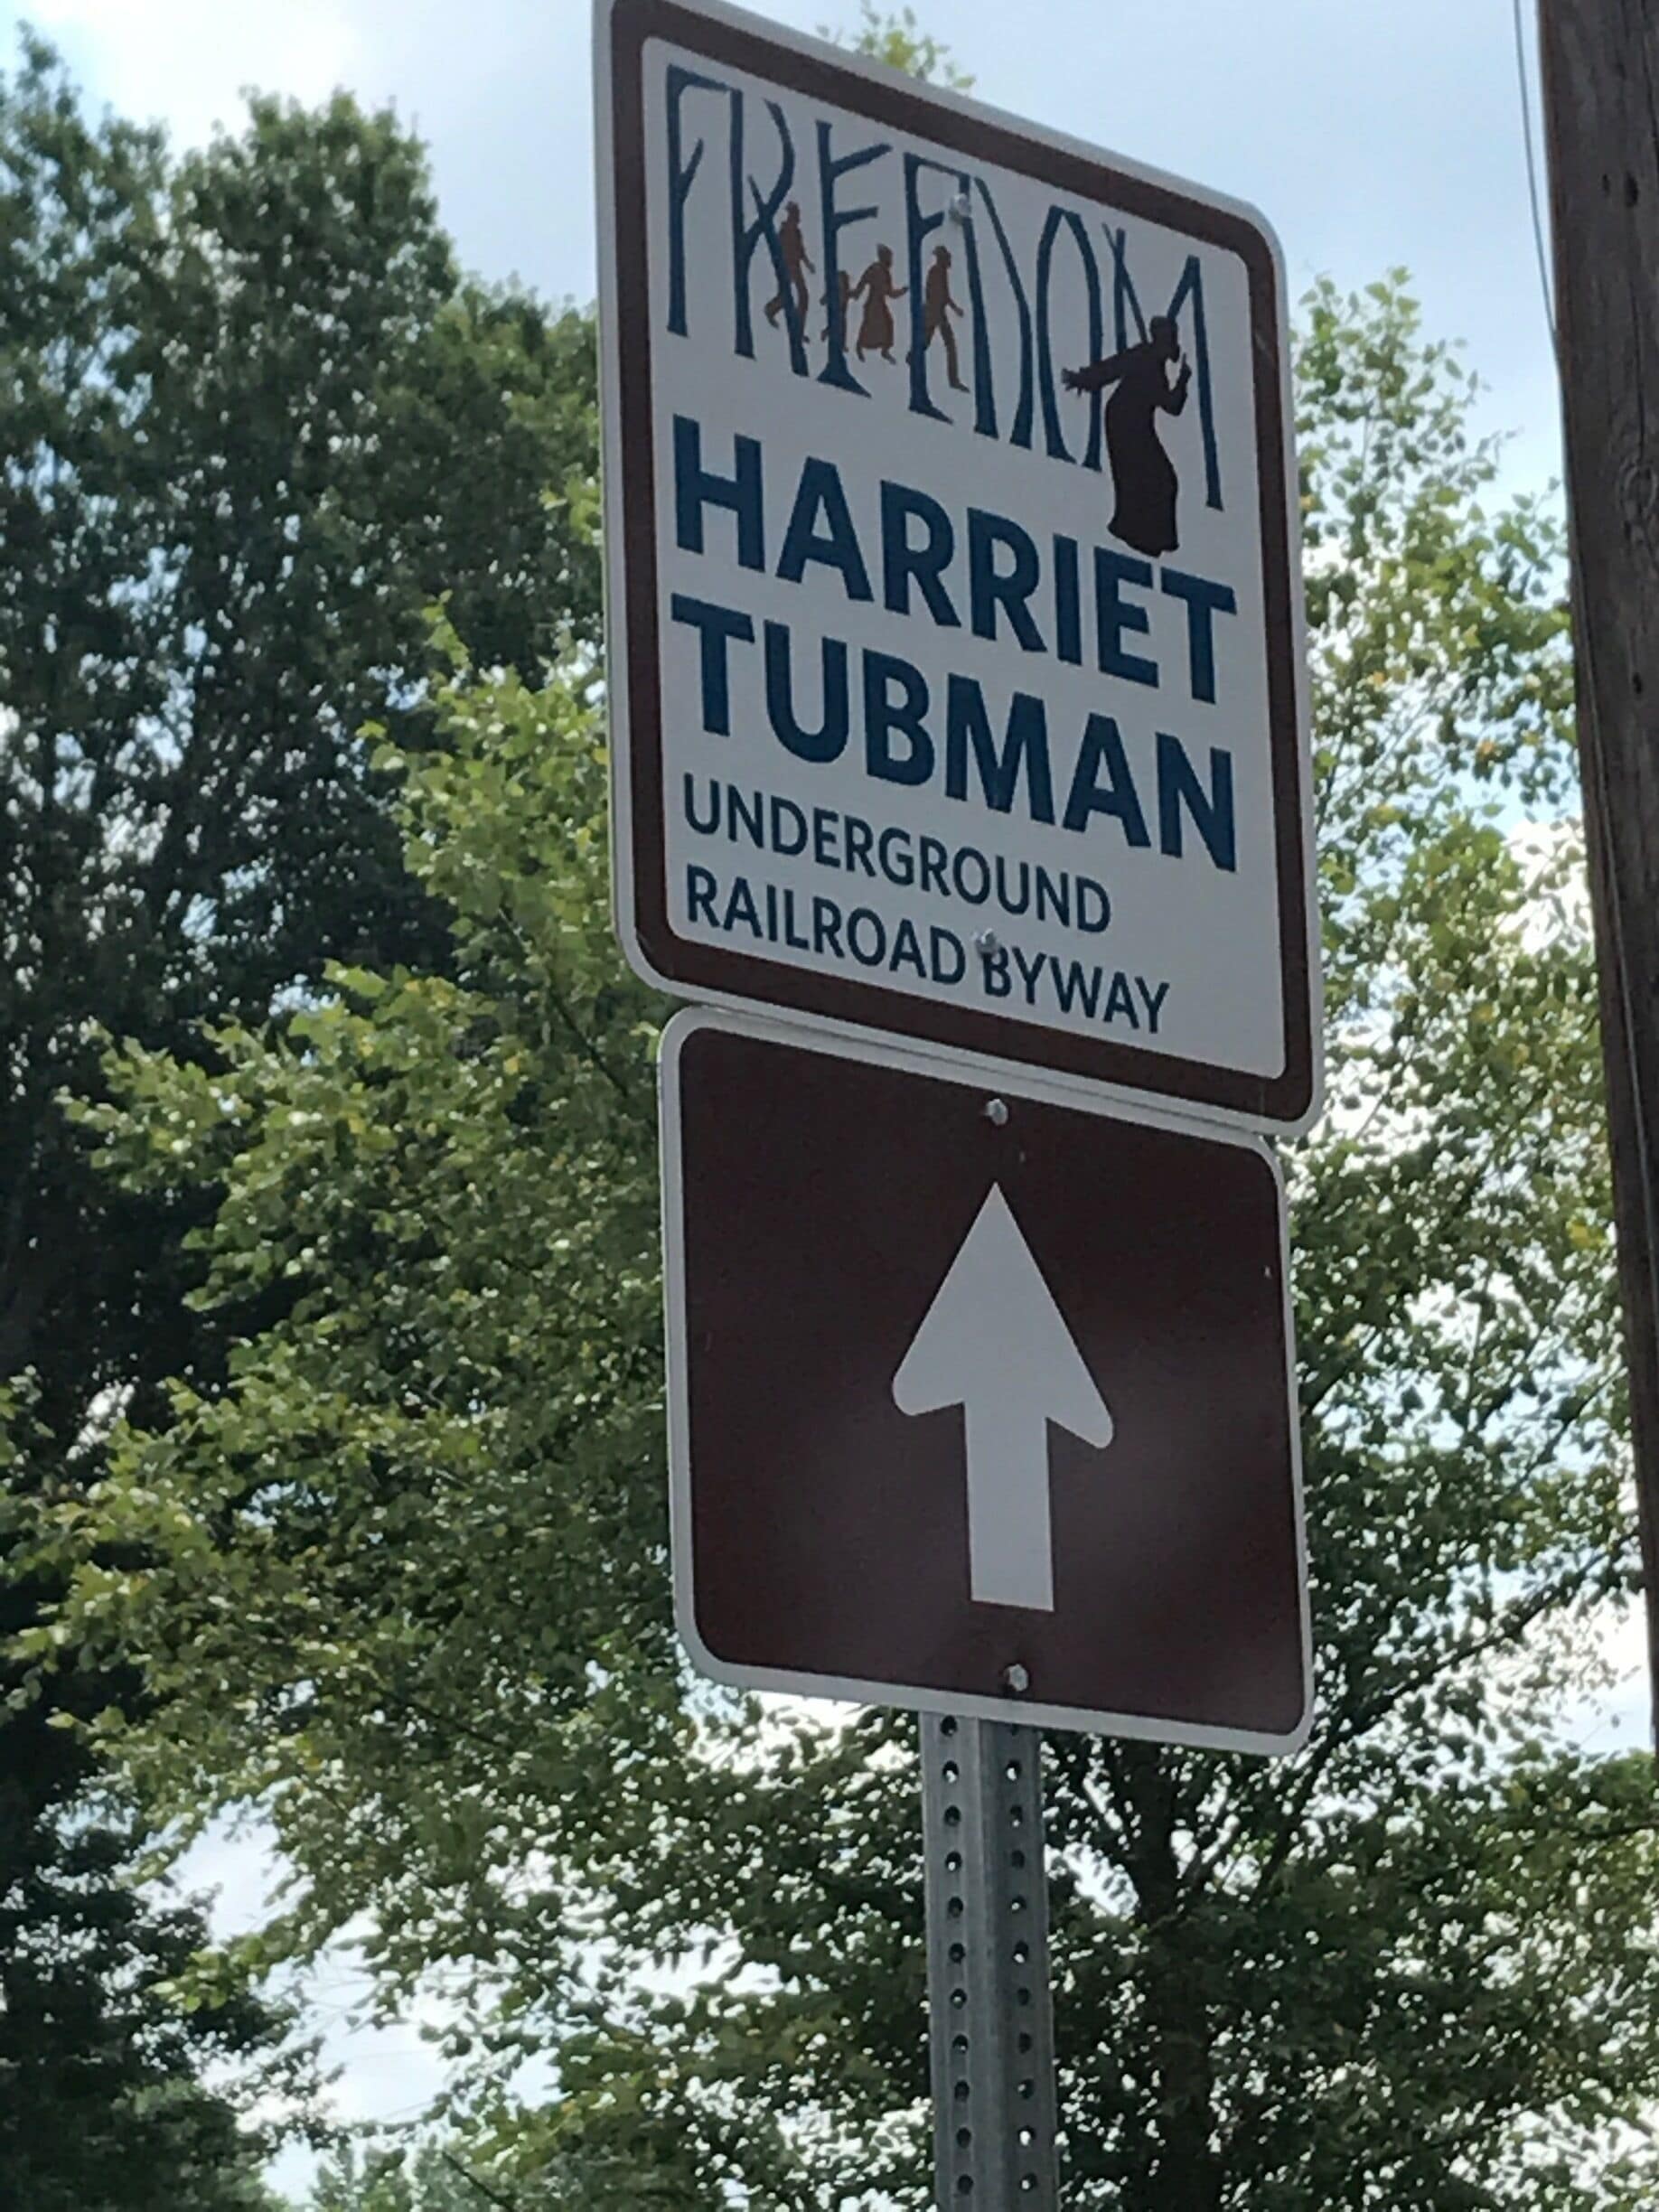 FREEDOM
HARRIET
TUBMAN
UNDERGROUND
RAILROAD BYWAY